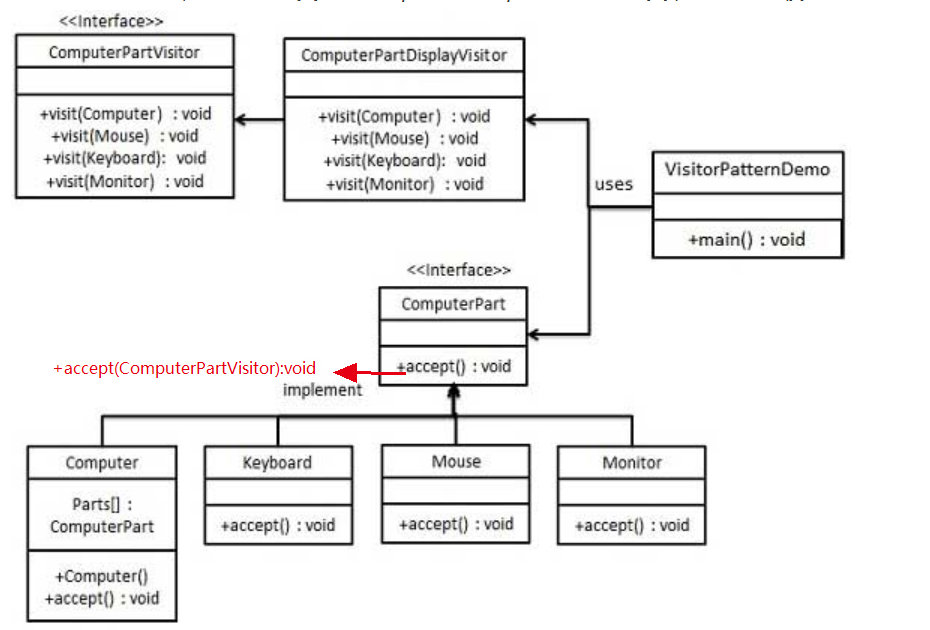 <<Interface>>
ComputerPartVisitor
+visit(Computer) : void
+visit(Mouse) : void
+visit(Keyboard): void
+visit(Monitor) : void
ComputerPartDisplayVisitor
+visit(Computer) : void
+visit(Mouse) : void
+visit(Keyboard): void
+visit(Monitor) : void
uses
VisitorPatternDemo
+main() : void
<<Interface>>
ComputerPart
+accept() : void
+accept(ComputerPartVisitor):void
implement
Computer
Parts[] :
ComputerPart
+Computer()
+accept() : void
Keyboard
+accept() : void
Mouse
+accept() : void
Monitor
+accept() : void